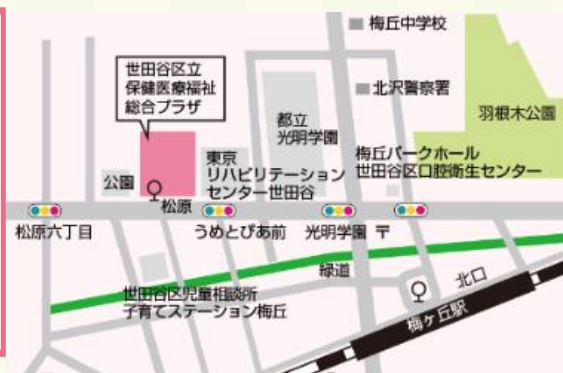 梅丘中学校
世田谷区立
保健医療福祉
総合プラザ
北沢警察署
羽根木公園
都立
光明学園
梅丘パークホール
世田谷区口腔衛生センター
東京
リハビリテーション
センター世田谷
公園
松原
松原六丁目
うめとぴあ前
光明学園
〒
緑道
北口
世田谷区児童相談所
子育てステーション梅丘
梅ヶ丘駅